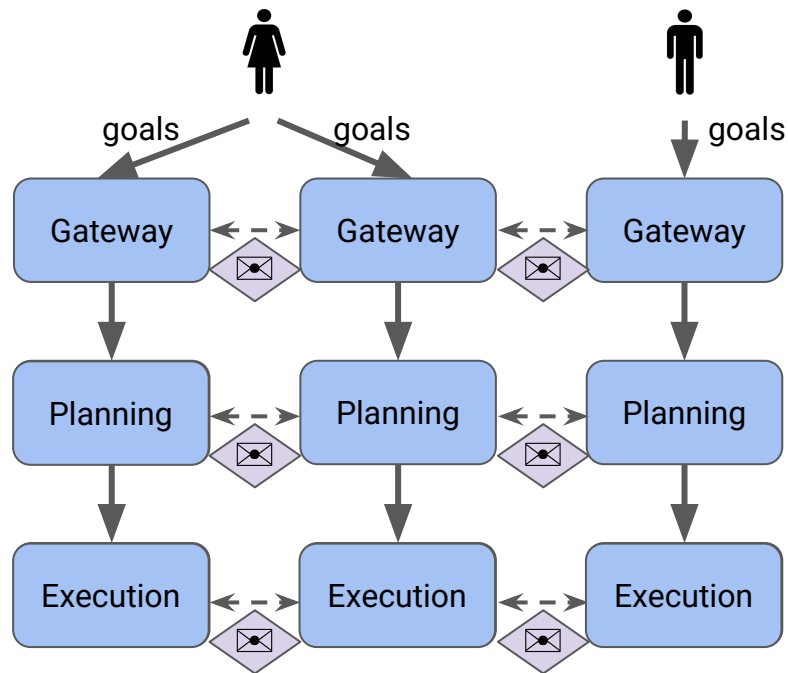 goals
goals
goals
Gateway
Gateway
Gateway
Planning
Planning
Planning
Execution
Execution
Execution